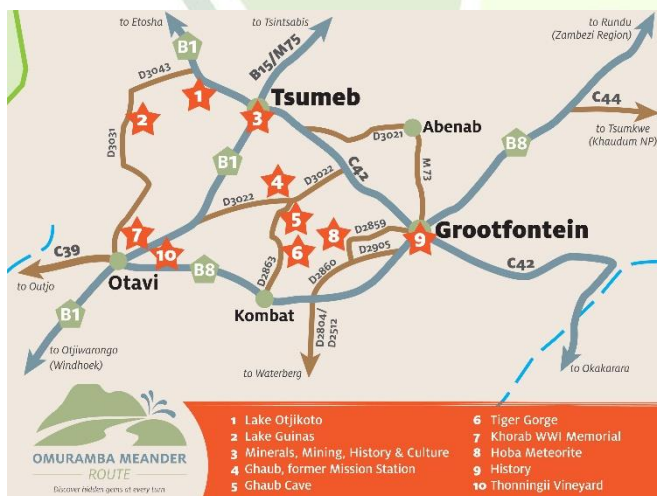 to Etosha
to Tsintsabis
to Rundu
(Zambezi Region)
B1
B15/M75
D3043
1
Tsumeb
C44
2
3
Abenab
to Tsumkwe
(Khaudum NP)
D3021
B8
D3031
B1
M 73
C42
4
D3022
D3022
5
7
8
D2859
Grootfontein
6
9
10
D2905
C39
B8
D2860
C42
Otavi
D2863
to Outjo
Kombat
B1
D2804/
D2512
to Otjiwarongo
(Windhoek)
to Waterberg
to Okakarara
OMURAMBA MEANDER
ROUTE
Discover hidden gems at every turn
1 Lake Otjikoto
2 Lake Guinas
3 Minerals, Mining, History & Culture
4 Ghaub, former Mission Station
5 Ghaub Cave
6 Tiger Gorge
7 Khorab WWI Memorial
8 Hoba Meteorite
9 History
10 Thonningii Vineyard